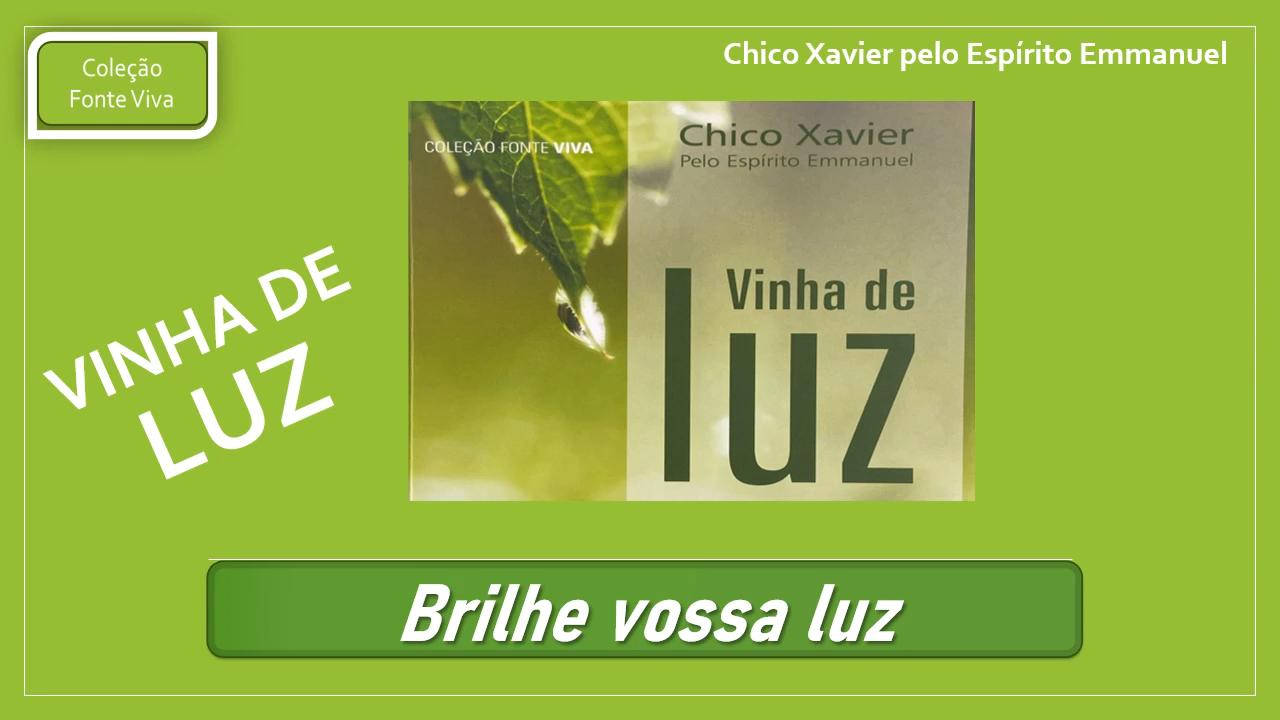 Coleção
Fonte Viva
Chico Xavier pelo Espírito Emmanuel
COLEÇÃO FONTE VIVA
Chico Xavier
Pelo Espírito Emmanuel
Vinha de
luz
VINHA DE
LUZ
Brilhe vossa luz